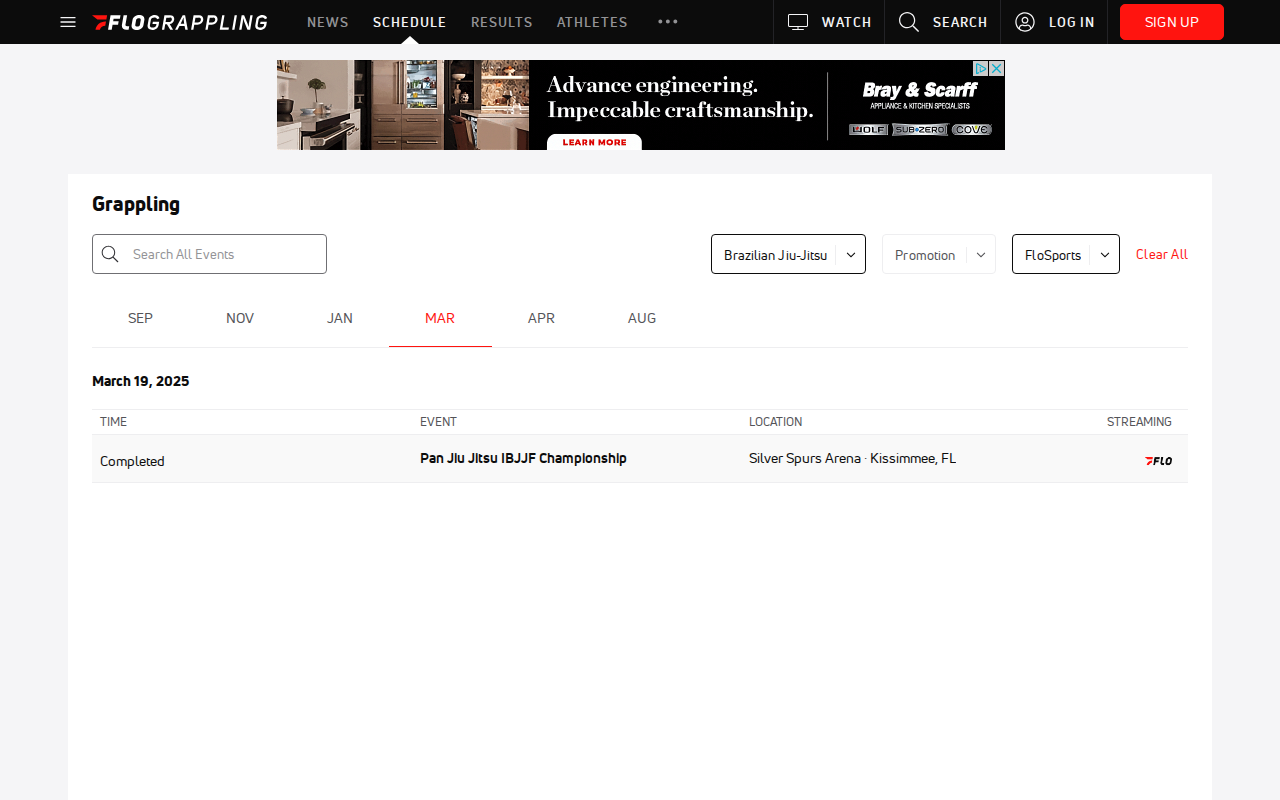 FLOGRAPPLING NEWS SCHEDULE RESULTS ATHLETES WATCH SEARCH LOG IN SIGN UP
Advance engineering.
Impeccable craftsmanship.
LEARN MORE
Bray & Scarff
APPLIANCE & KITCHEN SPECIALISTS
WOLF SUB-ZERO COVE
Grappling
Search All Events Brazilian Jiu-Jitsu Promotion FloSports Clear All
SEP NOV JAN MAR APR AUG
March 19, 2025
TIME EVENT LOCATION STREAMING
Completed Pan Jiu Jitsu IBJJF Championship Silver Spurs Arena · Kissimmee, FL FLO